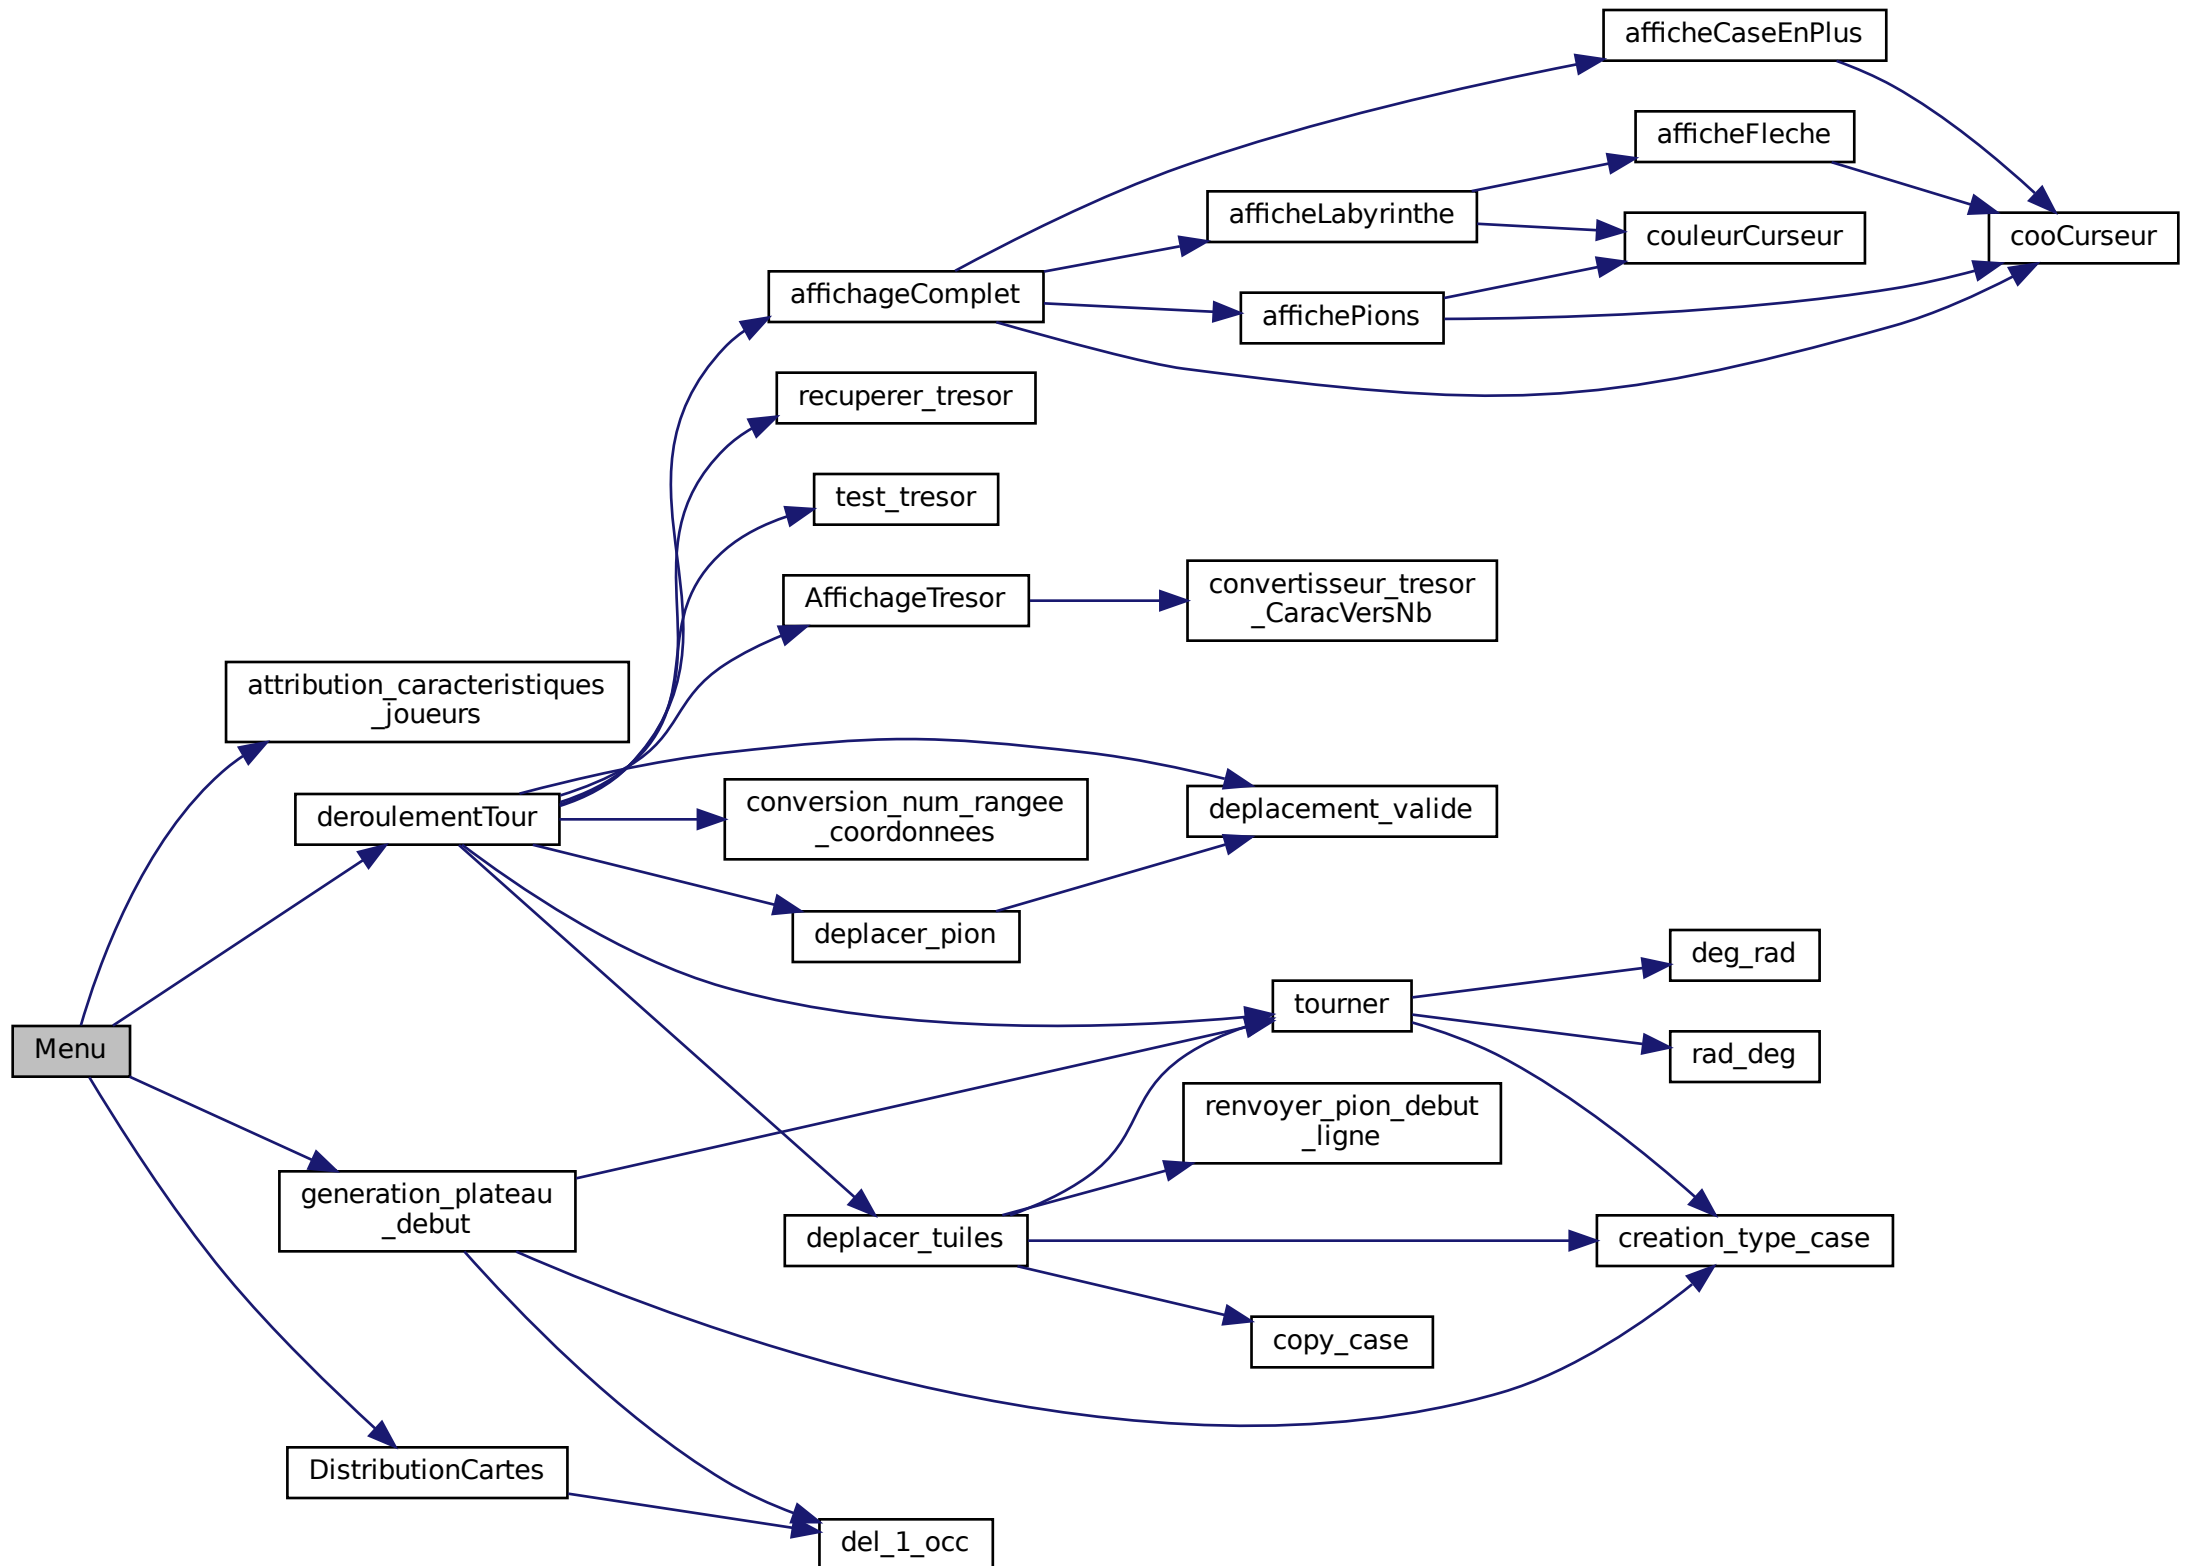 afficheCaseEnPlus
afficheFleche
afficheLabyrinthe
couleurCurseur
cooCurseur
affichageComplet
affichePions
recuperer_tresor
test_tresor
AffichageTresor
convertisseur_tresor
_CaracVersNb
attribution_caracteristiques
_joueurs
deroulementTour
conversion_num_rangee
_coordonnees
deplacement_valide
deplacer_pion
deg_rad
tourner
Menu
rad_deg
renvoyer_pion_debut
_ligne
generation_plateau
_debut
deplacer_tuiles
creation_type_case
copy_case
DistributionCartes
del_1_occ